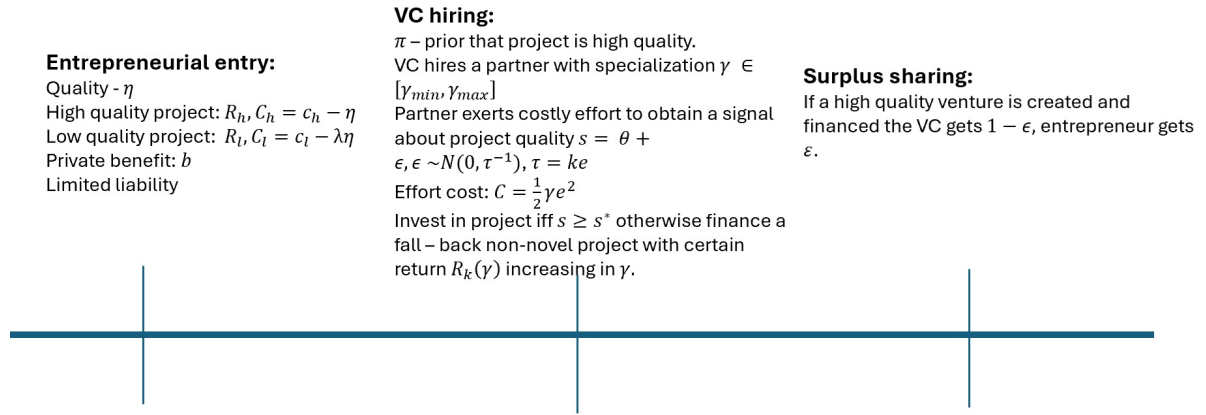 Entrepreneurial entry:
Quality - η
High quality project: R_h, C_h = c_h − η
Low quality project: R_l, C_l = c_l − λη
Private benefit: b
Limited liability
VC hiring:
π – prior that project is high quality.
VC hires a partner with specialization γ ∈
[γ_min, γ_max]
Partner exerts costly effort to obtain a signal
about project quality s = θ +
ϵ, ϵ ~N(0, τ⁻¹), τ = ke
Effort cost: C = ½γe²
Invest in project iff s ≥ s* otherwise finance a
fall – back non-novel project with certain
return R_k(γ) increasing in γ.
Surplus sharing:
If a high quality venture is created and
financed the VC gets 1 − ϵ, entrepreneur gets
ε.